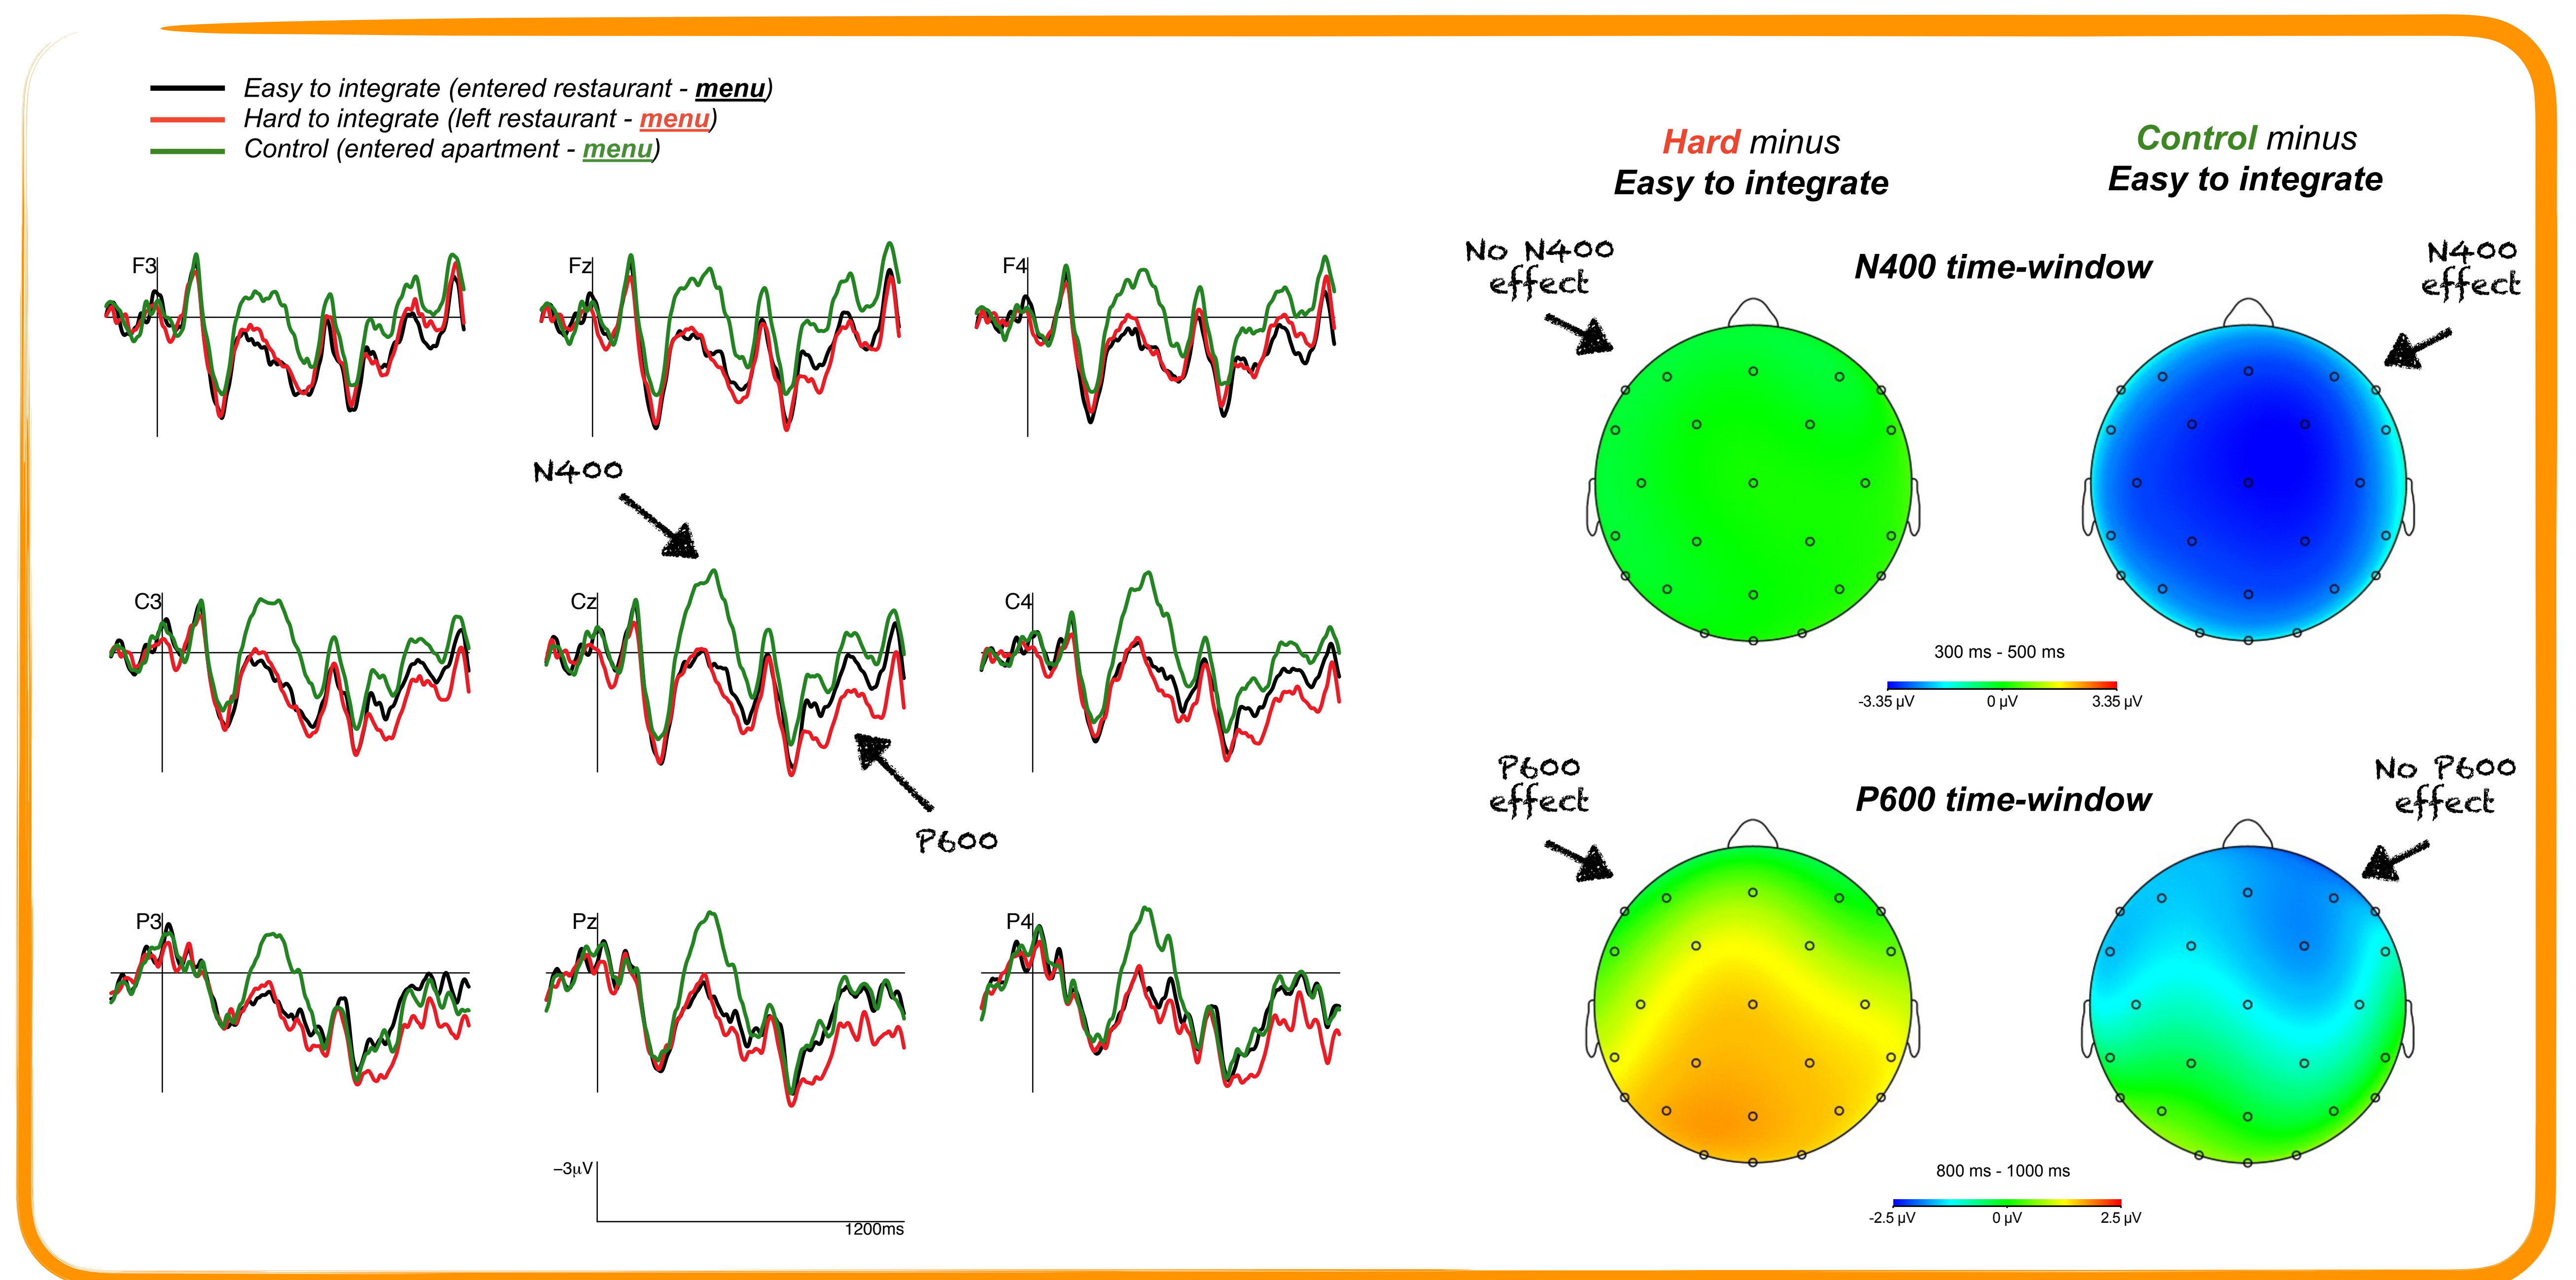 Easy to integrate (entered restaurant - menu)
Hard to integrate (left restaurant - menu)
Control (entered apartment - menu)
Hard minus
Easy to integrate
Control minus
Easy to integrate
No N400
effect
N400 time-window
N400
effect
F3
Fz
F4
N400
C3
Cz
C4
300 ms - 500 ms
-3.35 µV
0 µV
3.35 µV
P600
P600
effect
P600 time-window
No P600
effect
P3
Pz
P4
−3µV
1200ms
800 ms - 1000 ms
-2.5 µV
0 µV
2.5 µV